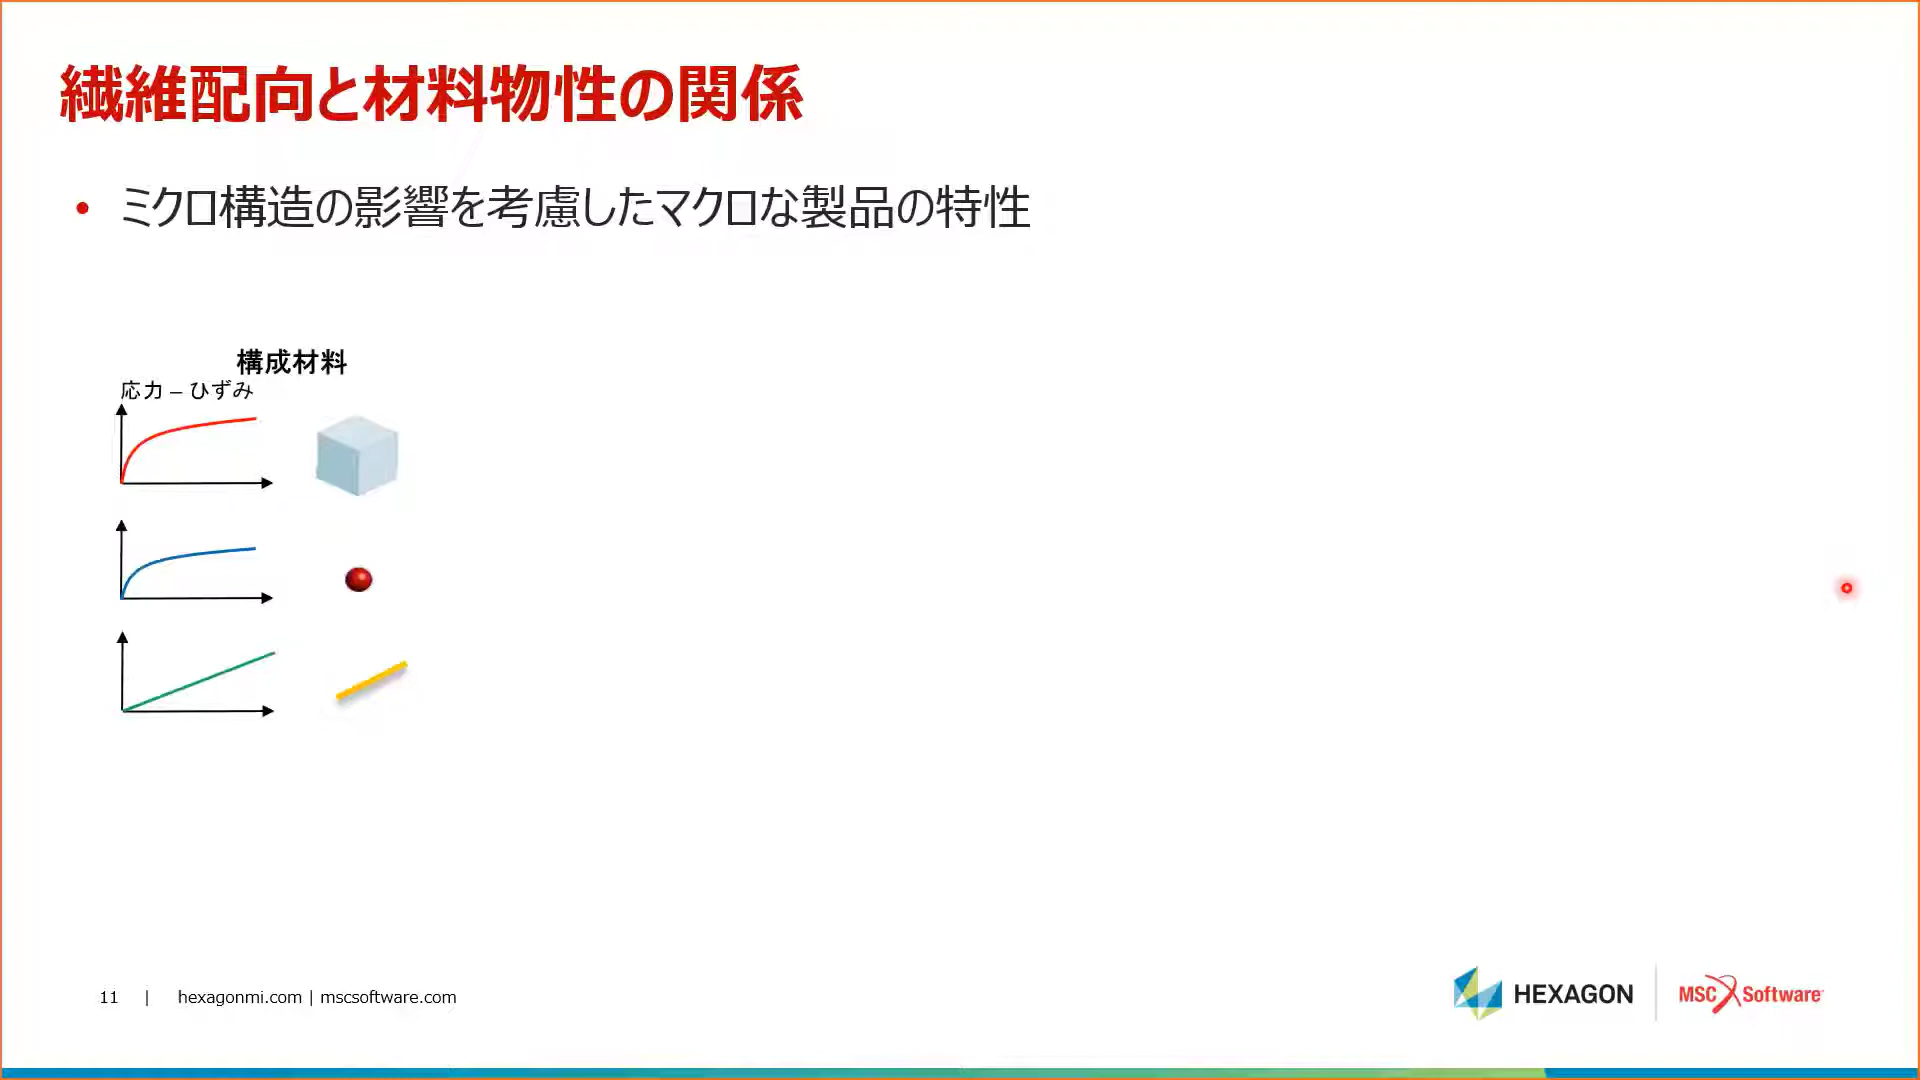 繊維配向と材料物性の関係
• ミクロ構造の影響を考慮したマクロな製品の特性
構成材料
応力 – ひずみ
11 | hexagonmi.com | mscsoftware.com
HEXAGON | MSC Software